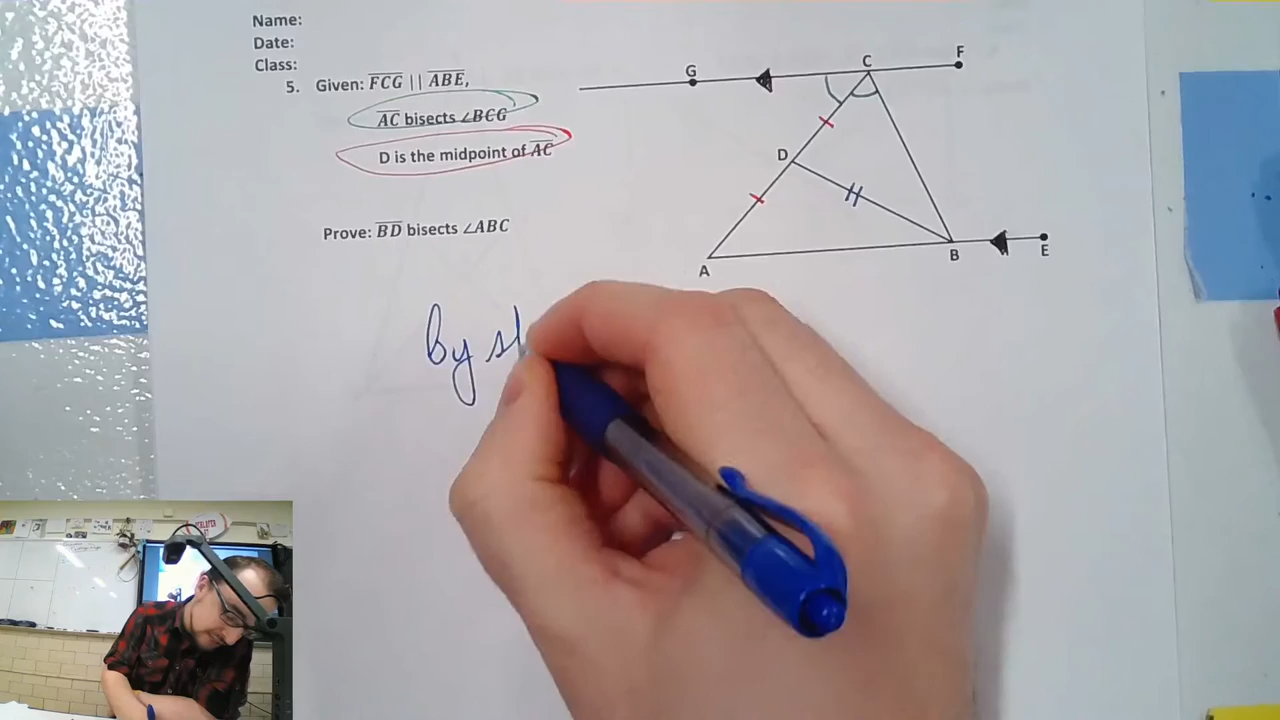 Name:
Date:
Class:
5. Given: FCG || ABE,
AC bisects ∠BCG
D is the midpoint of AC
Prove: BD bisects ∠ABC
G
C
F
D
A
B
E
by